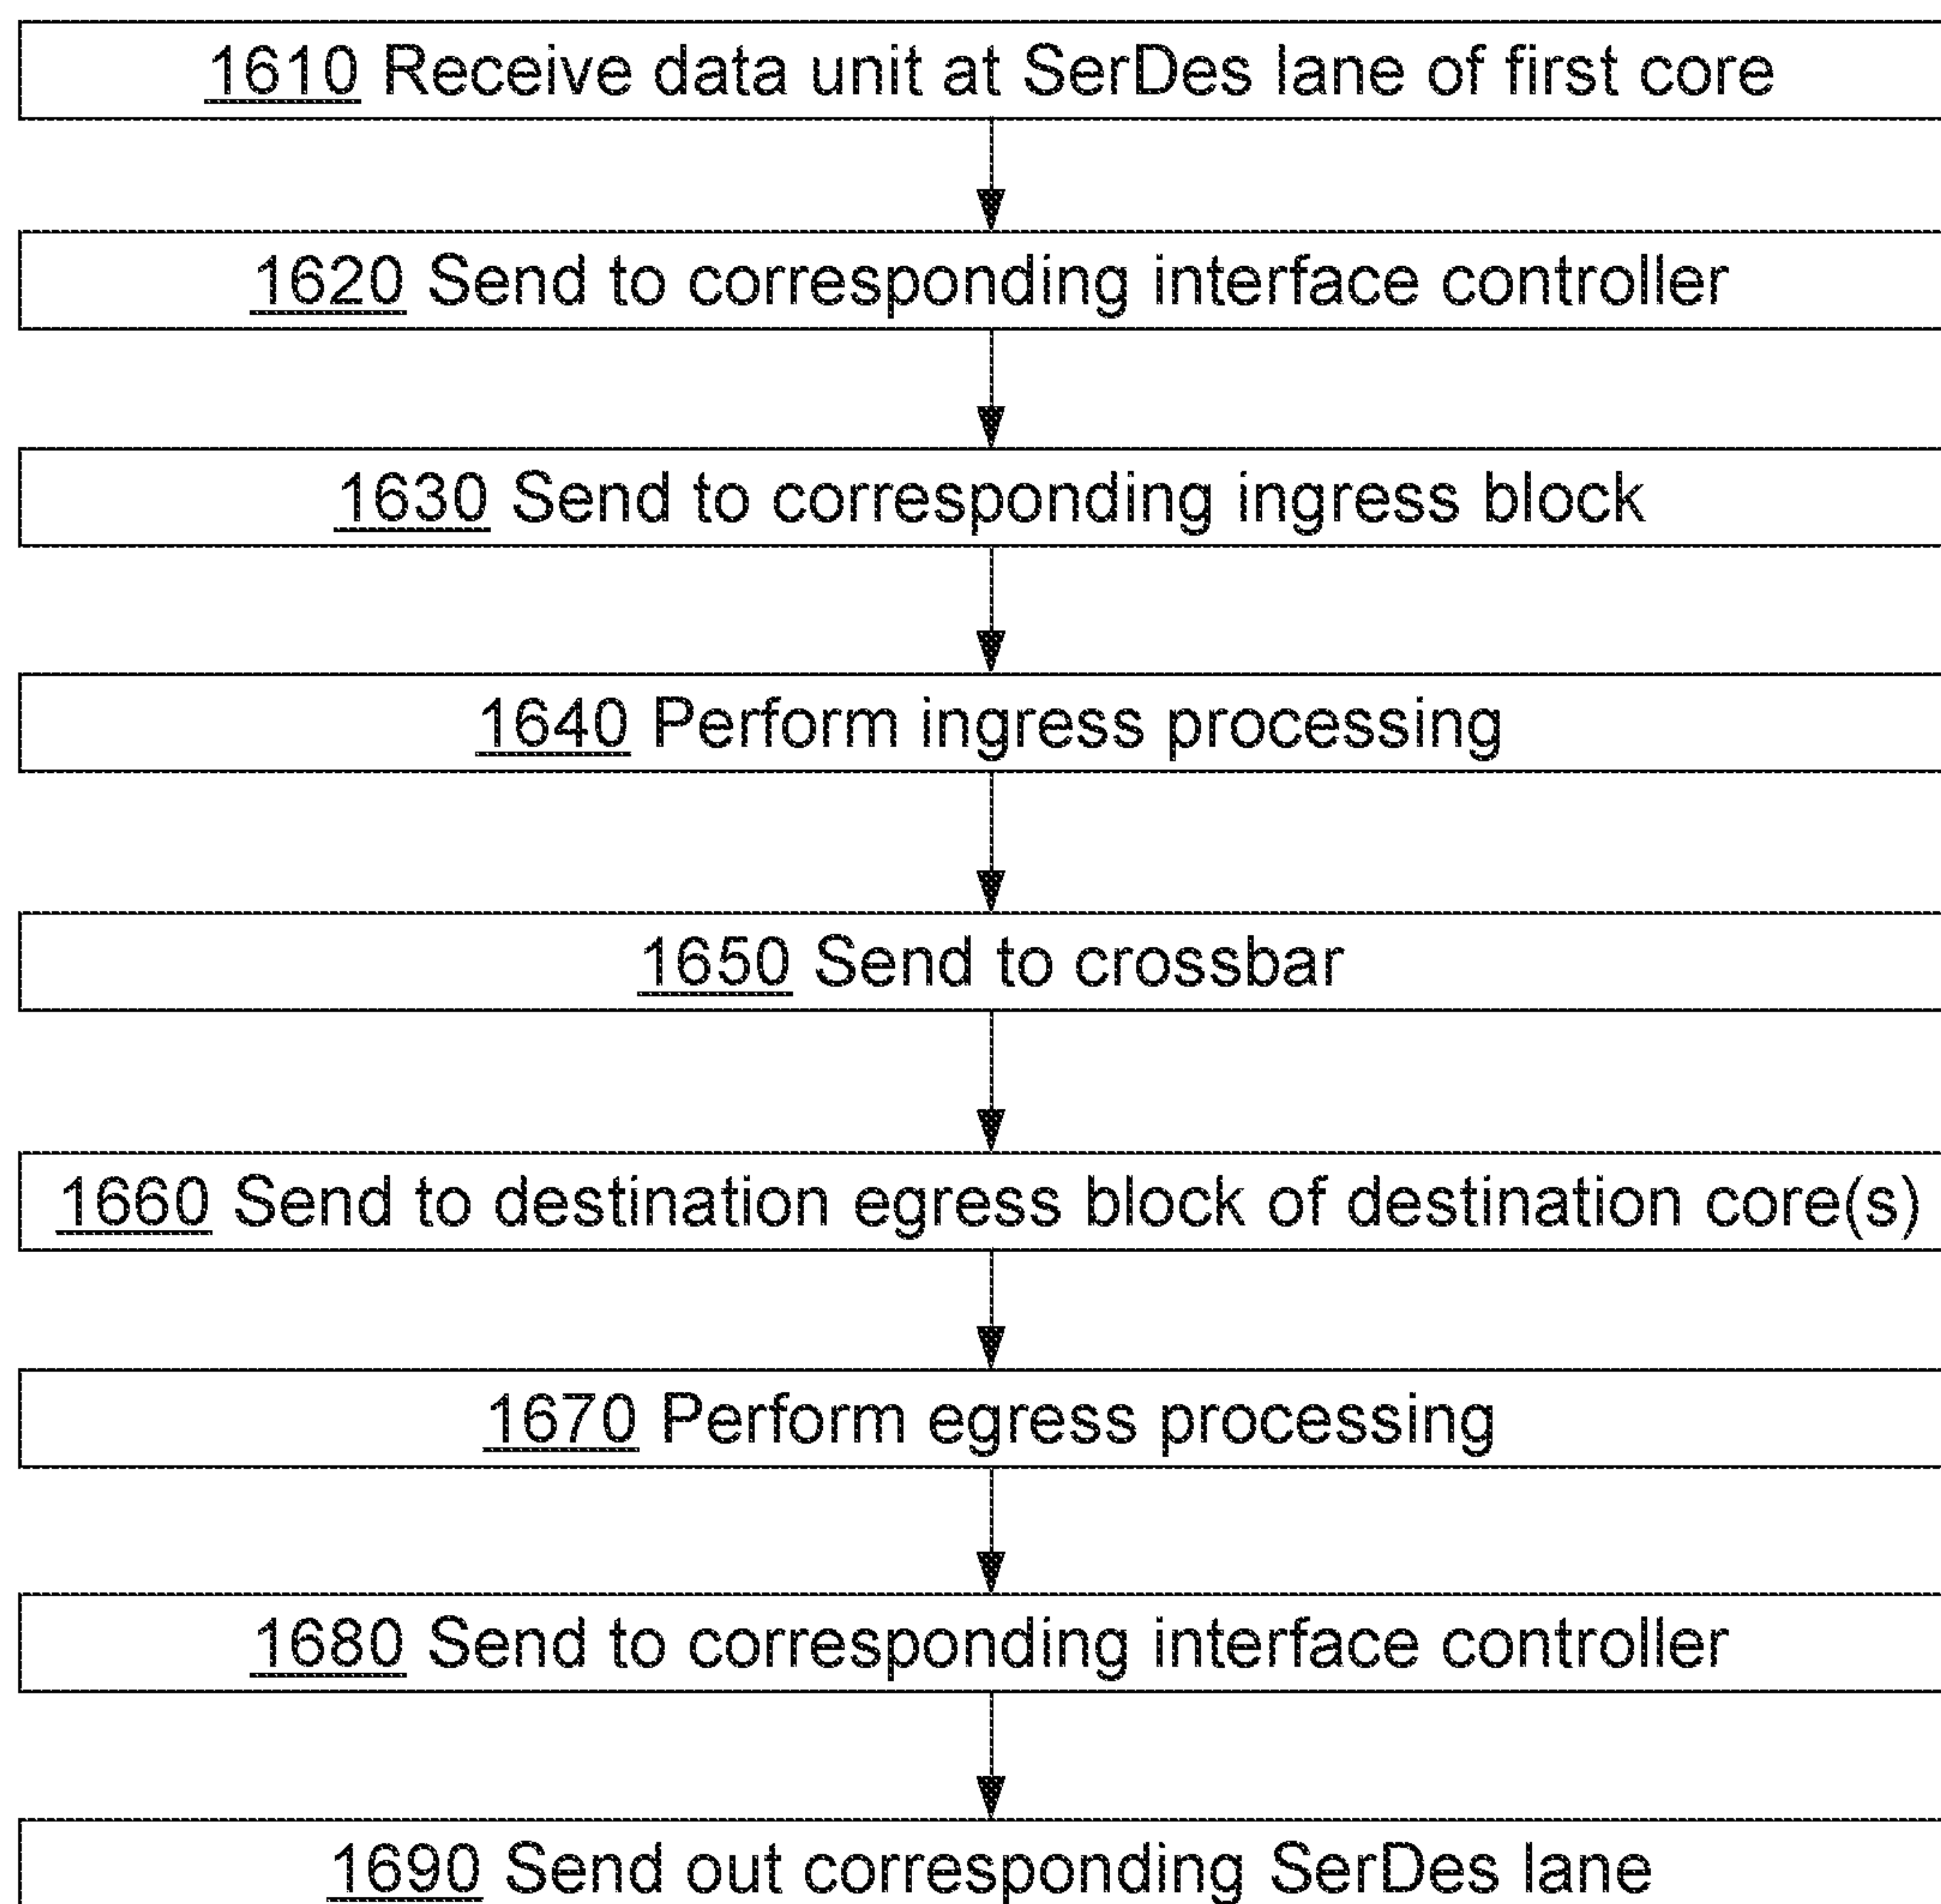 1610 Receive data unit at SerDes lane of first core
1620 Send to corresponding interface controller
1630 Send to corresponding ingress block
1640 Perform ingress processing
1650 Send to crossbar
1660 Send to destination egress block of destination core(s)
1670 Perform egress processing
1680 Send to corresponding interface controller
1690 Send out corresponding SerDes lane